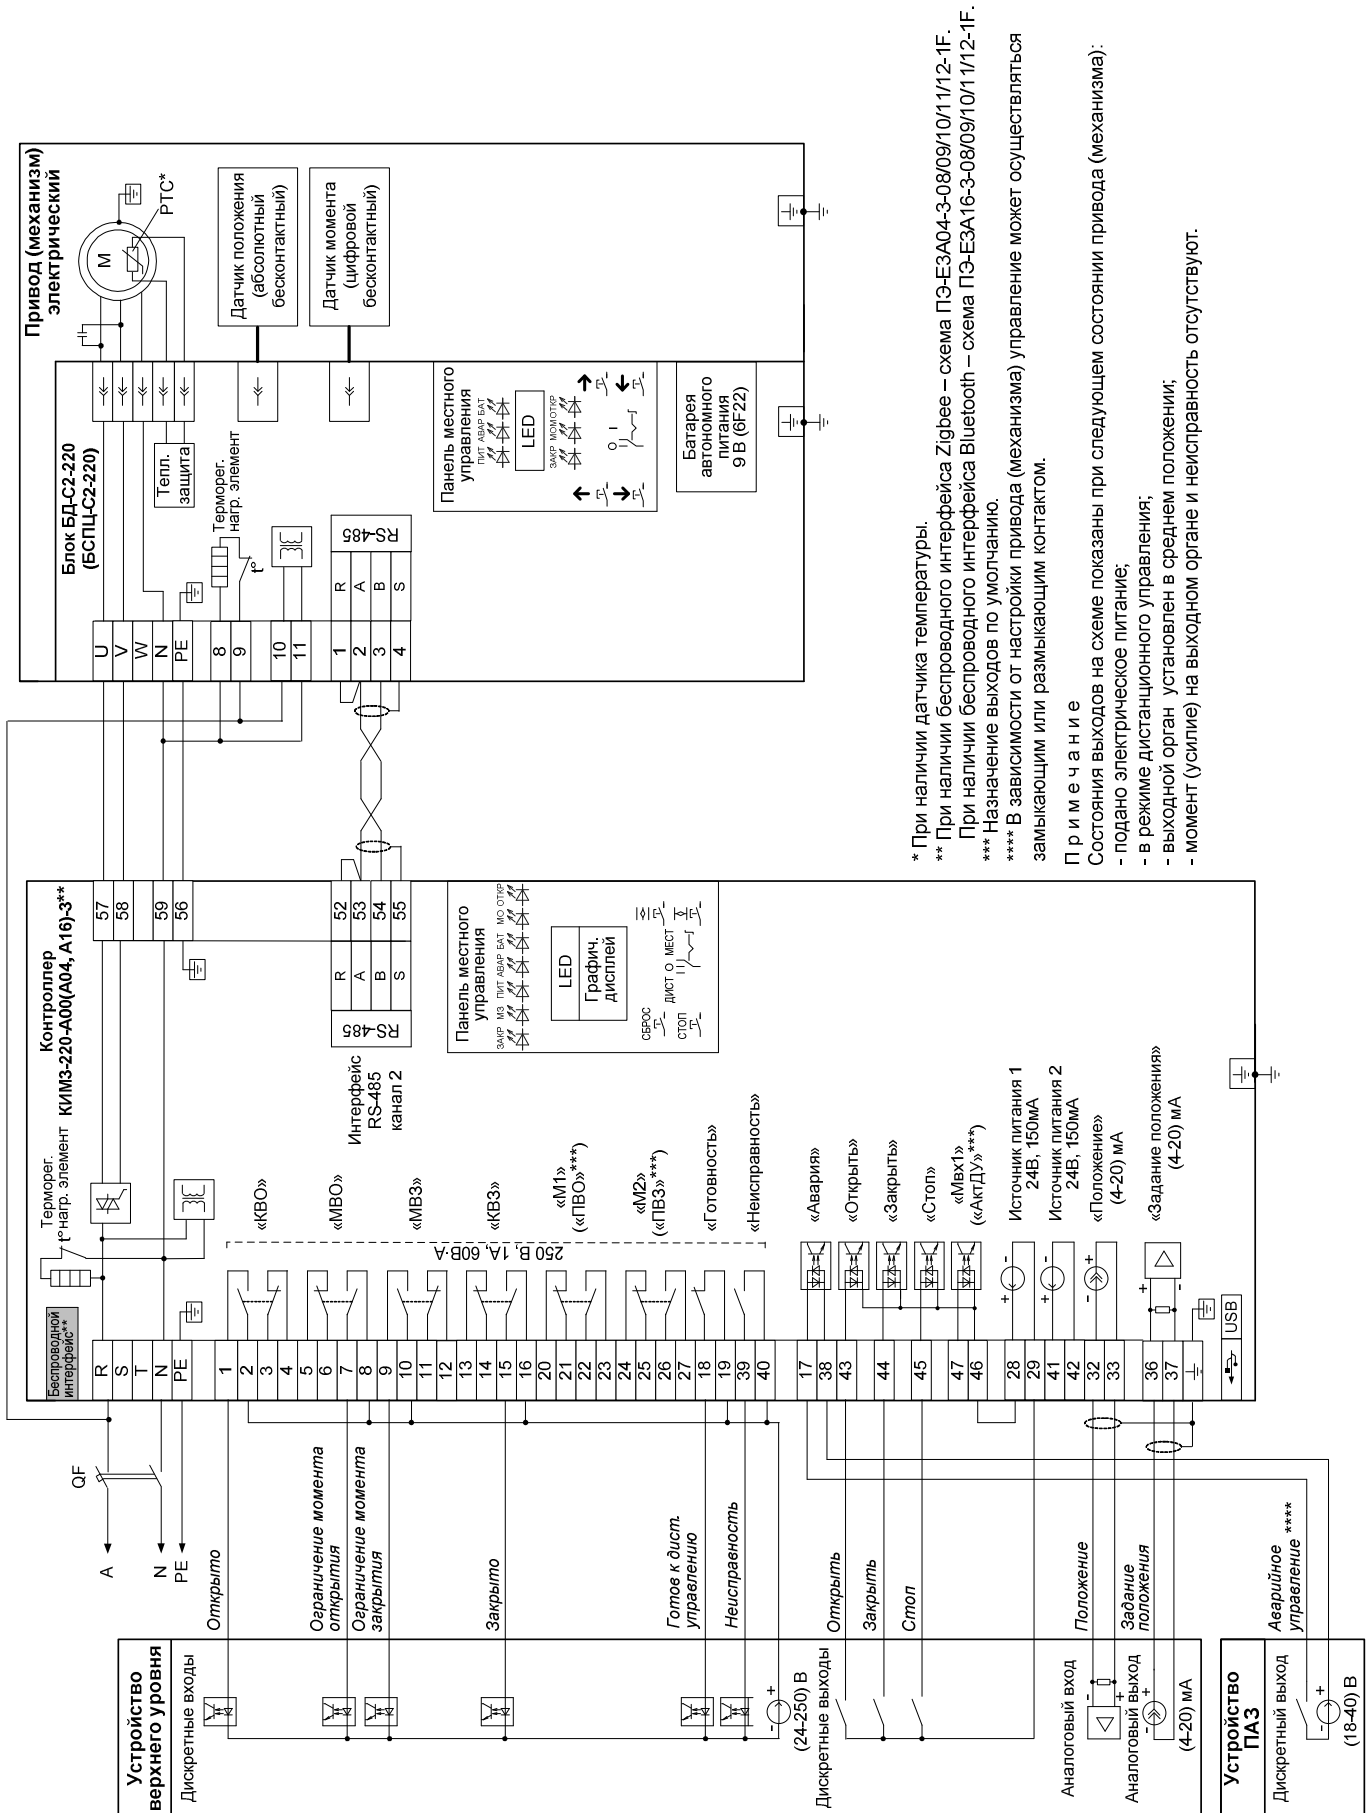 Привод (механизм)
электрический
M
PTC*
Датчик положения
(абсолютный
бесконтактный)
Датчик момента
(цифровой
бесконтактный)
Блок БД-С2-220
(БСПЦ-С2-220)
Тепл.
защита
Терморег.
нагр. элемент
t°
U
V
W
N
PE
8
9
10
11
1
2
3
4
R
A
B
S
RS-485
Панель местного
управления
ПИТ АВАР БАТ
LED
ЗАКР МОМ ОТКР
O I
Батарея
автономного
питания
9 В (6F22)
Контроллер
КИМ3-220-А00(А04, А16)-3**
57
58
59
56
52
53
54
55
R
A
B
S
RS-485
Интерфейс
RS-485
канал 2
Панель местного
управления
ЗАКР МЗ ПИТ АВАР БАТ МО ОТКР
LED
Графич.
дисплей
СБРОС
СТОП
ДИСТ О МЕСТ
Терморег.
t° нагр. элемент
Беспроводной
интерфейс**
R
S
T
N
PE
1
2
3
4
5
6
7
8
9
10
11
12
13
14
15
16
20
21
22
23
24
25
26
27
18
19
39
40
17
38
43
44
45
47
46
28
29
41
42
32
33
36
37
USB
250 В, 1А, 60В·А
«КВО»
«МВО»
«МВЗ»
«КВЗ»
«М1»
(«ПВО»***)
«М2»
(«ПВЗ»***)
«Готовность»
«Неисправность»
«Авария»
«Открыть»
«Закрыть»
«Стоп»
«Мвх1»
(«АктДУ»***)
Источник питания 1
24В, 150мА
+ -
Источник питания 2
24В, 150мА
+ -
«Положение»
(4-20) мА
- +
«Задание положения»
(4-20) мА
+ -
QF
A
N
PE
Открыто
Ограничение момента
открытия
Ограничение момента
закрытия
Закрыто
Готов к дист.
управлению
Неисправность
Открыть
Закрыть
Стоп
Положение
Задание
положения
Аварийное
управление ****
Устройство
верхнего уровня
Дискретные входы
- +
(24-250) В
Дискретные выходы
Аналоговый вход
- +
Аналоговый выход
- +
(4-20) мА
Устройство
ПАЗ
Дискретный выход
- +
(18-40) В
* При наличии датчика температуры.
** При наличии беспроводного интерфейса Zigbee – схема ПЭ-ЕЗА04-3-08/09/10/11/12-1F.
При наличии беспроводного интерфейса Bluetooth – схема ПЭ-ЕЗА16-3-08/09/10/11/12-1F.
*** Назначение выходов по умолчанию.
**** В зависимости от настройки привода (механизма) управление может осуществляться
замыкающим или размыкающим контактом.
П р и м е ч а н и е
Состояния выходов на схеме показаны при следующем состоянии привода (механизма):
- подано электрическое питание;
- в режиме дистанционного управления;
- выходной орган установлен в среднем положении;
- момент (усилие) на выходном органе и неисправность отсутствуют.